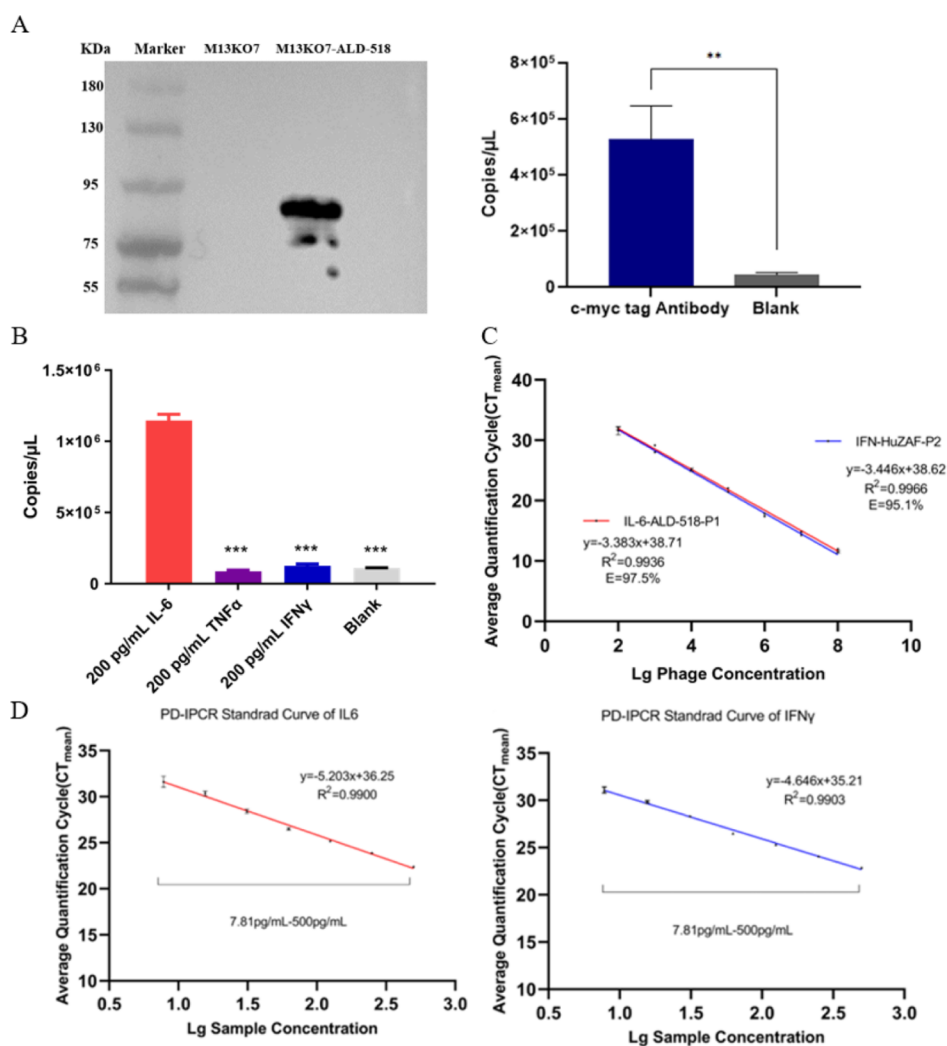 A
KDa Marker M13KO7 M13KO7-ALD-518
180
130
95
75
55
**
Copies/µL
8×10⁵
6×10⁵
4×10⁵
2×10⁵
0
c-myc tag Antibody Blank
B
Copies/µL
1.5×10⁶
1×10⁶
5×10⁵
0
*** *** ***
200 pg/mL IL-6
200 pg/mL TNFα
200 pg/mL IFNγ
Blank
C
Average Quantification Cycle(CTmean)
40
30
20
10
0
IFN-HuZAF-P2
y=-3.446x+38.62
R²=0.9966
E=95.1%
IL-6-ALD-518-P1
y=-3.383x+38.71
R²=0.9936
E=97.5%
0 2 4 6 8 10
Lg Phage Concentration
D
PD-IPCR Standrad Curve of IL6
Average Quantification Cycle(CTmean)
35
30
25
20
15
10
y=-5.203x+36.25
R²=0.9900
7.81pg/mL-500pg/mL
0.5 1.0 1.5 2.0 2.5 3.0
Lg Sample Concentration
PD-IPCR Standrad Curve of IFNγ
Average Quantification Cycle(CTmean)
35
30
25
20
15
10
y=-4.646x+35.21
R²=0.9903
7.81pg/mL-500pg/mL
0.5 1.0 1.5 2.0 2.5 3.0
Lg Sample Concentration